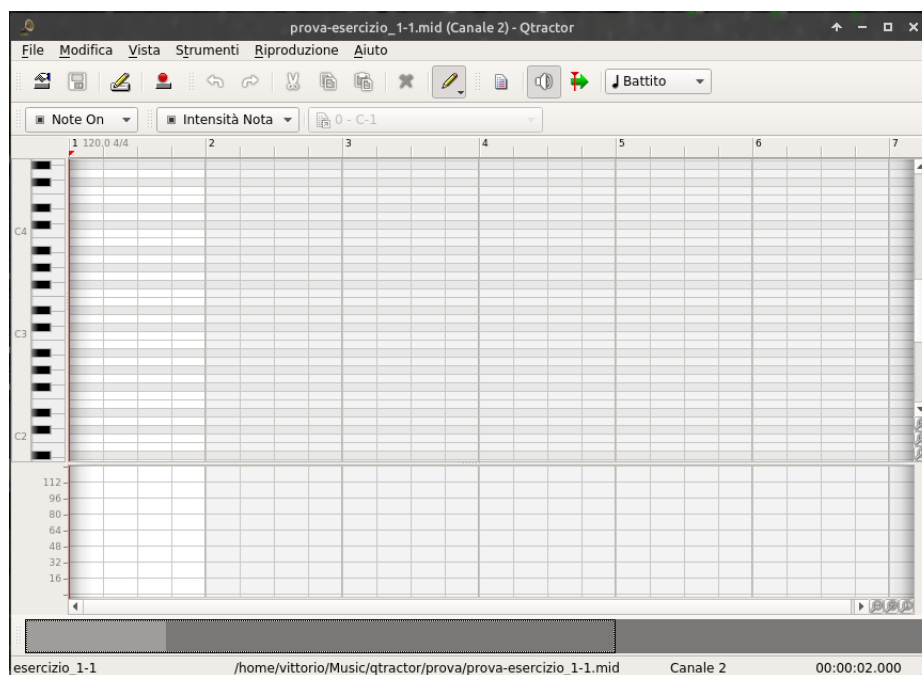 prova-esercizio_1-1.mid (Canale 2) - Qtractor
File Modifica Vista Strumenti Riproduzione Aiuto
Battito
Note On Intensità Nota 0 - C-1
1 120,0 4/4 2 3 4 5 6 7
C4
C3
C2
112
96
80
64
48
32
16
esercizio_1-1 /home/vittorio/Music/qtractor/prova/prova-esercizio_1-1.mid Canale 2 00:00:02.000